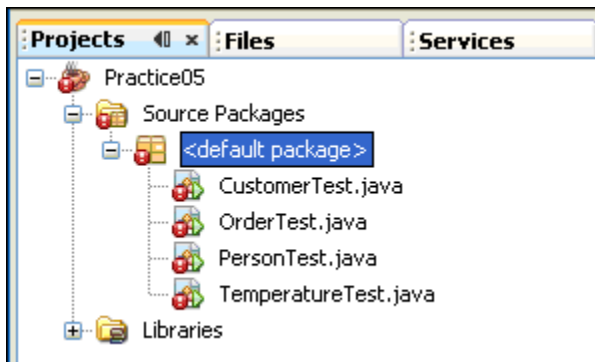 Projects Files Services
Practice05
Source Packages
<default package>
CustomerTest.java
OrderTest.java
PersonTest.java
TemperatureTest.java
Libraries